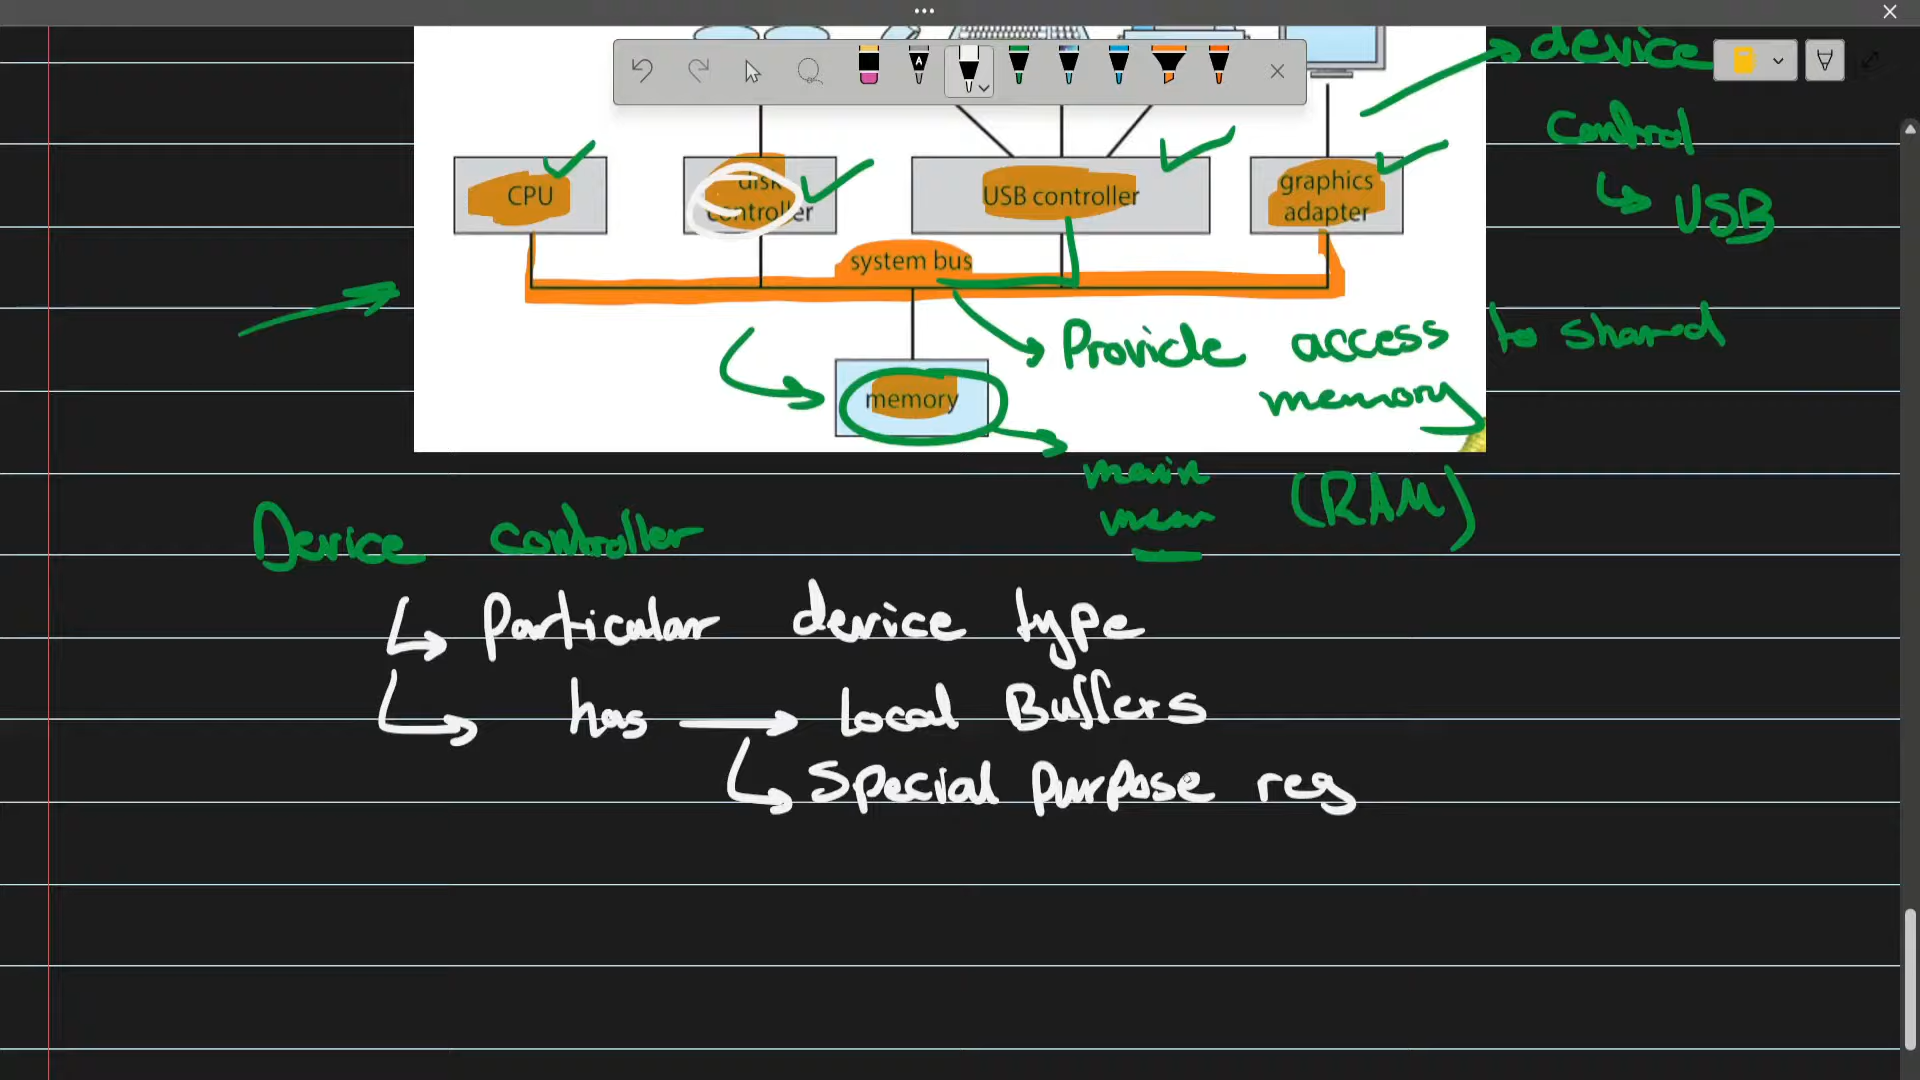 device
Control
USB
CPU
disk
controller
USB controller
graphics
adapter
system bus
Provide access to shared
memory
memory
main
mem
(RAM)
Device controller
Particular device type
has → Local Buffers
Special Purpose reg